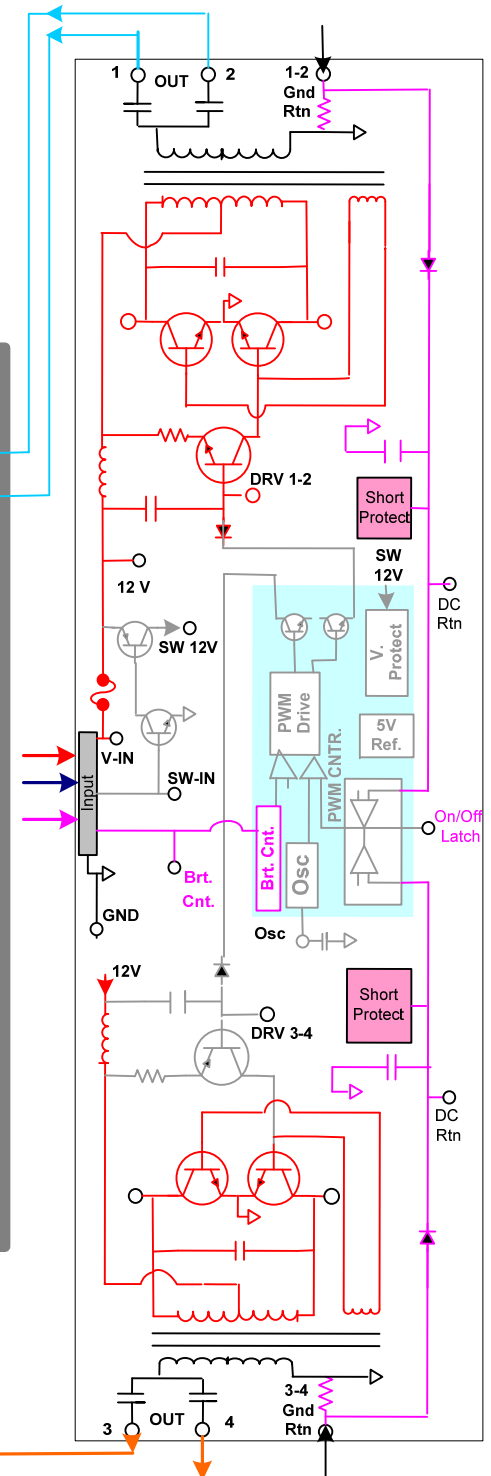 1 OUT 2
1-2
Gnd
Rtn
DRV 1-2
Short
Protect
SW
12V
DC
Rtn
12 V
SW 12V
V.
Protect
PWM
Drive
5V
Ref.
PWM CNTR.
V-IN
Input
SW-IN
On/Off
Latch
Brt. Cnt.
Osc
Brt.
Cnt.
GND
Osc
12V
DRV 3-4
Short
Protect
DC
Rtn
3-4
Gnd
Rtn
3 OUT 4